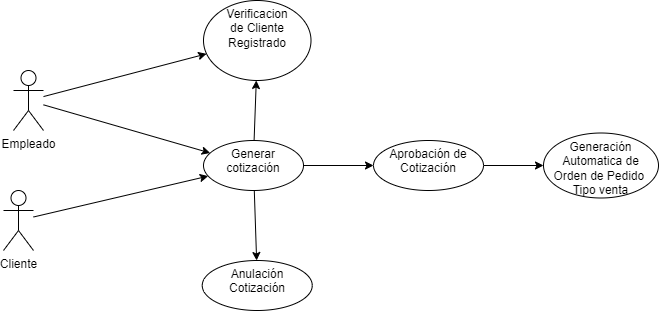 Verificacion
de Cliente
Registrado
Empleado
Generar
cotización
Aprobación de
Cotización
Generación
Automatica de
Orden de Pedido
Tipo venta
Cliente
Anulación
Cotización